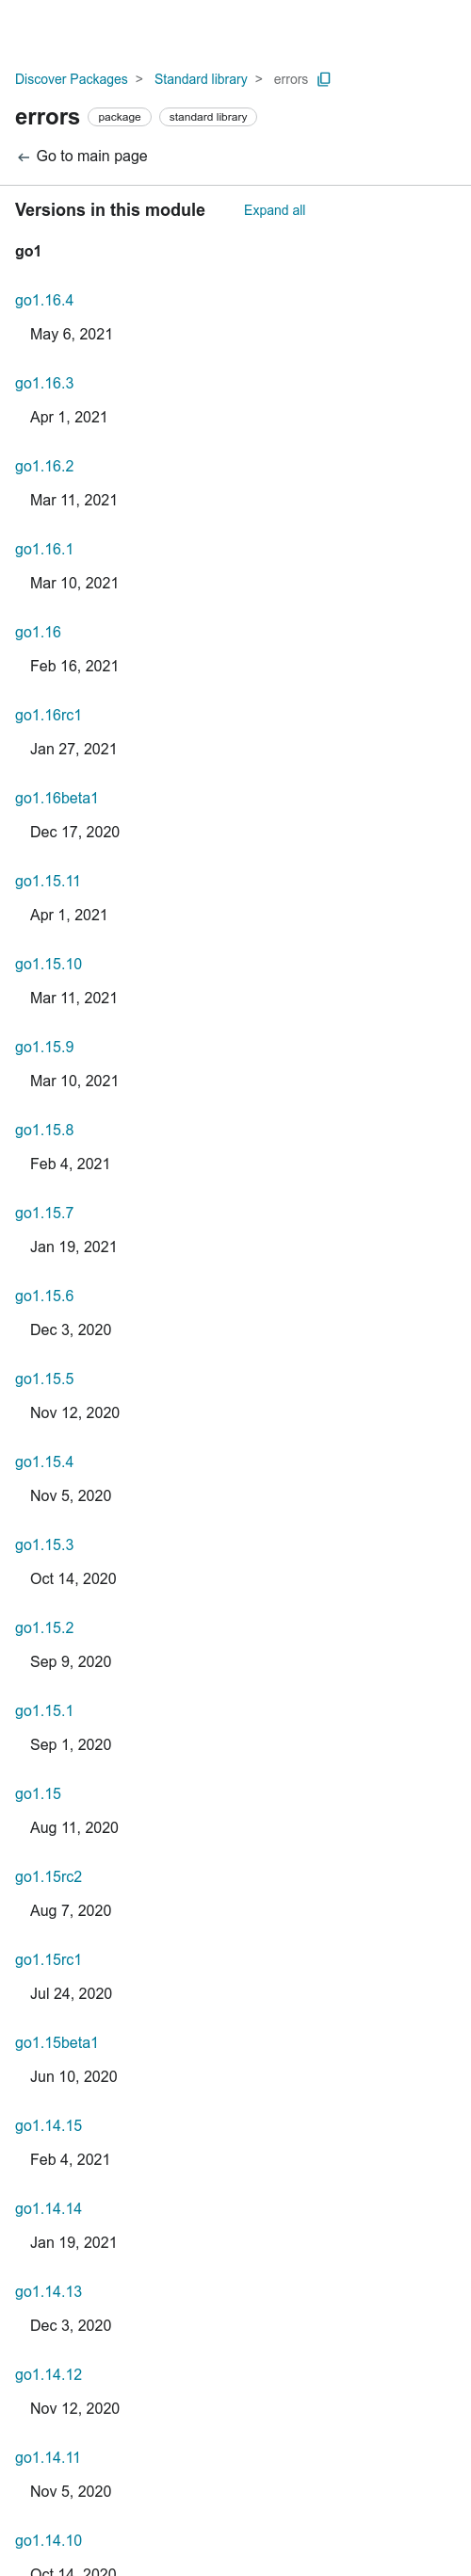 Discover Packages > Standard library > errors
errors package standard library
← Go to main page
Versions in this module Expand all
go1
go1.16.4
May 6, 2021
go1.16.3
Apr 1, 2021
go1.16.2
Mar 11, 2021
go1.16.1
Mar 10, 2021
go1.16
Feb 16, 2021
go1.16rc1
Jan 27, 2021
go1.16beta1
Dec 17, 2020
go1.15.11
Apr 1, 2021
go1.15.10
Mar 11, 2021
go1.15.9
Mar 10, 2021
go1.15.8
Feb 4, 2021
go1.15.7
Jan 19, 2021
go1.15.6
Dec 3, 2020
go1.15.5
Nov 12, 2020
go1.15.4
Nov 5, 2020
go1.15.3
Oct 14, 2020
go1.15.2
Sep 9, 2020
go1.15.1
Sep 1, 2020
go1.15
Aug 11, 2020
go1.15rc2
Aug 7, 2020
go1.15rc1
Jul 24, 2020
go1.15beta1
Jun 10, 2020
go1.14.15
Feb 4, 2021
go1.14.14
Jan 19, 2021
go1.14.13
Dec 3, 2020
go1.14.12
Nov 12, 2020
go1.14.11
Nov 5, 2020
go1.14.10
Oct 14, 2020